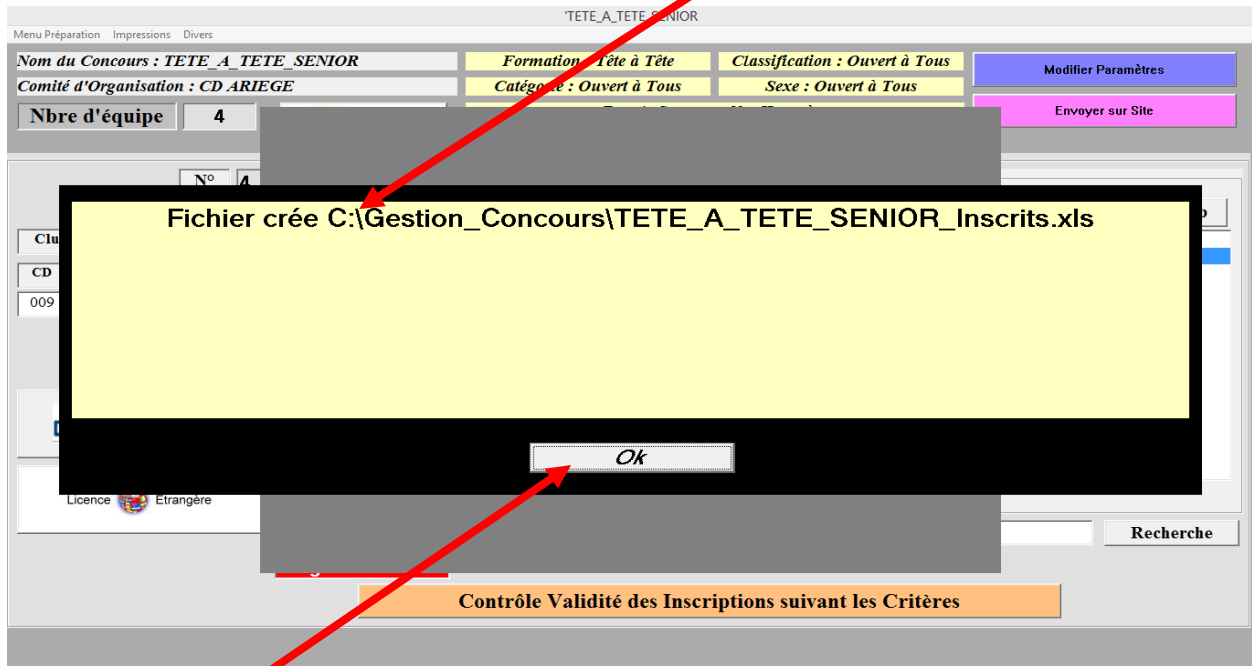 'TETE_A_TETE_SENIOR
Menu Préparation Impressions Divers
Nom du Concours : TETE_A_TETE_SENIOR
Formation : Tête à Tête
Classification : Ouvert à Tous
Modifier Paramètres
Comité d'Organisation : CD ARIEGE
Catégorie : Ouvert à Tous
Sexe : Ouvert à Tous
Nbre d'équipe 4
Envoyer sur Site
N° 4
Fichier crée C:\Gestion_Concours\TETE_A_TETE_SENIOR_Inscrits.xls
Clu
CD
009
Ok
Licence Etrangère
Recherche
Contrôle Validité des Inscriptions suivant les Critères